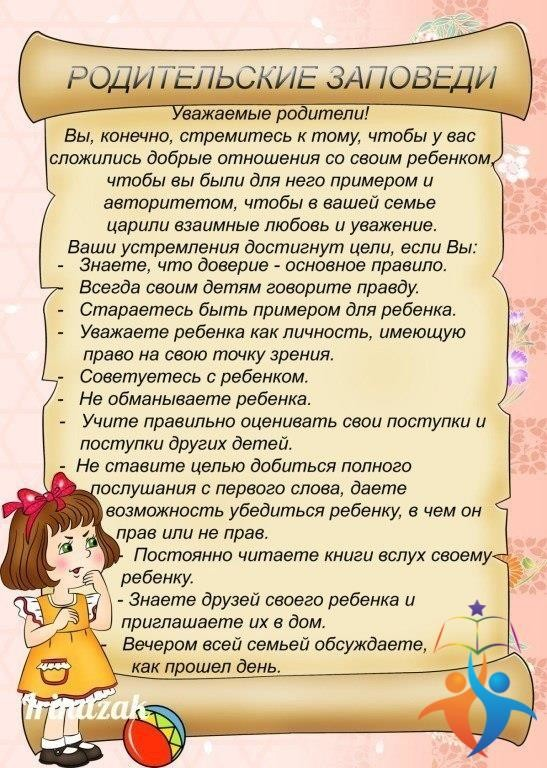 РОДИТЕЛЬСКИЕ ЗАПОВЕДИ
Уважаемые родители!
Вы, конечно, стремитесь к тому, чтобы у вас
сложились добрые отношения со своим ребенком,
чтобы вы были для него примером и
авторитетом, чтобы в вашей семье
царили взаимные любовь и уважение.
Ваши устремления достигнут цели, если Вы:
- Знаете, что доверие - основное правило.
- Всегда своим детям говорите правду.
- Стараетесь быть примером для ребенка.
- Уважаете ребенка как личность, имеющую
право на свою точку зрения.
- Советуетесь с ребенком.
- Не обманываете ребенка.
- Учите правильно оценивать свои поступки и
поступки других детей.
- Не ставите целью добиться полного
послушания с первого слова, даете
возможность убедиться ребенку, в чем он
прав или не прав.
- Постоянно читаете книги вслух своему
ребенку.
- Знаете друзей своего ребенка и
приглашаете их в дом.
- Вечером всей семьей обсуждаете,
как прошел день.
Irinazak